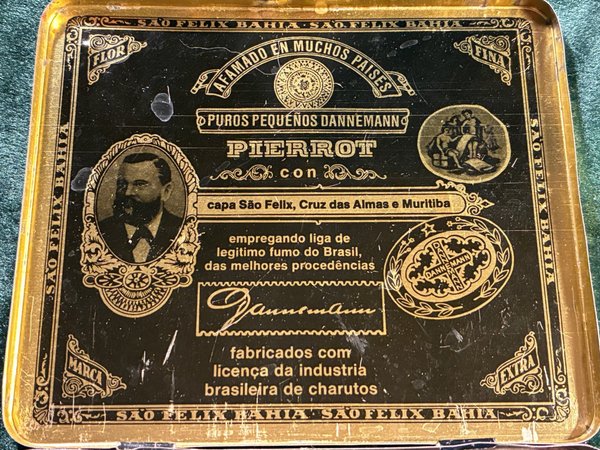 SÃO FELIX BAHIA · SÃO FELIX BAHIA
FLOR
AFAMADO EN MUCHOS PAISES
FINA
PUROS PEQUEÑOS DANNEMANN
PIERROT
con
capa São Felix, Cruz das Almas e Muritiba
empregando liga de
legitimo fumo do Brasil,
das melhores procedências
DANNEMANN
Dannemann
MARCA
fabricados com
licença da industria
brasileira de charutos
EXTRA
SÃO FELIX BAHIA
SÃO FELIX BAHIA
SÃO FELIX BAHIA · SÃO FELIX BAHIA